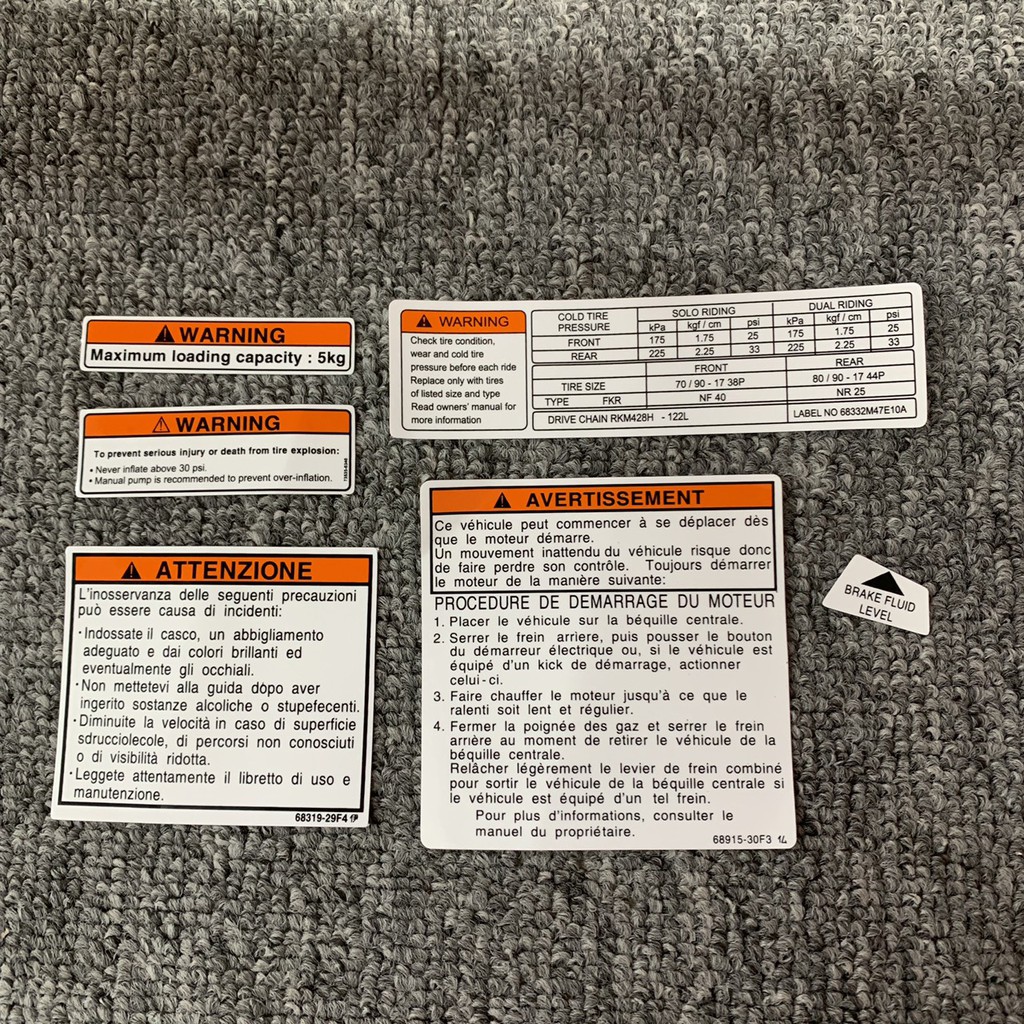 WARNING
Maximum loading capacity : 5kg
WARNING
To prevent serious injury or death from tire explosion:
• Never inflate above 30 psi.
• Manual pump is recommended to prevent over-inflation.
WARNING
Check tire condition,
wear and cold tire
pressure before each ride
Replace only with tires
of listed size and type
Read owners' manual for
more information
COLD TIRE PRESSURE SOLO RIDING DUAL RIDING
kPa kgf / cm psi kPa kgf / cm psi
FRONT 175 1.75 25 175 1.75 25
REAR 225 2.25 33 225 2.25 33
FRONT REAR
TIRE SIZE 70 / 90 - 17 38P 80 / 90 - 17 44P
TYPE FKR NF 40 NR 25
DRIVE CHAIN RKM428H - 122L LABEL NO 68332M47E10A
ATTENZIONE
L'inosservanza delle seguenti precauzioni
può essere causa di incidenti:
·Indossate il casco, un abbigliamento
adeguato e dai colori brillanti ed
eventualmente gli occhiali.
·Non mettetevi alla guida dòpo aver
ingerito sostanze alcoliche o stupefecenti.
·Diminuite la velocità in caso di superficie
sdrucciolecole, di percorsi non conosciuti
o di visibilità ridotta.
·Leggete attentamente il libretto di uso e
manutenzione.
68319-29F4
AVERTISSEMENT
Ce véhicule peut commencer à se déplacer dès
que le moteur démarre.
Un mouvement inattendu du véhicule risque donc
de faire perdre son contrôle. Toujours démarrer
le moteur de la manière suivante:
PROCEDURE DE DEMARRAGE DU MOTEUR
1. Placer le véhicule sur la béquille centrale.
2. Serrer le frein arrière, puis pousser le bouton
du démarreur électrique ou, si le véhicule est
équipé d'un kick de démarrage, actionner
celui-ci.
3. Faire chauffer le moteur jusqu'à ce que le
ralenti soit lent et régulier.
4. Fermer la poignée des gaz et serrer le frein
arrière au moment de retirer le véhicule de la
béquille centrale.
Relâcher légèrement le levier de frein combiné
pour sortir le véhicule de la béquille centrale si
le véhicule est équipé d'un tel frein.
Pour plus d'informations, consulter le
manuel du propriétaire.
68915-30F3
BRAKE FLUID
LEVEL